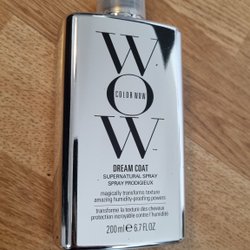 WOW
COLOR WOW
DREAM COAT
SUPERNATURAL SPRAY
SPRAY PRODIGIEUX
magically transforms texture
amazing humidity-proofing powers
transforme la texture des cheveux
protection incroyable contre l'humidité
200 ml ℮ 6.7 FL.OZ